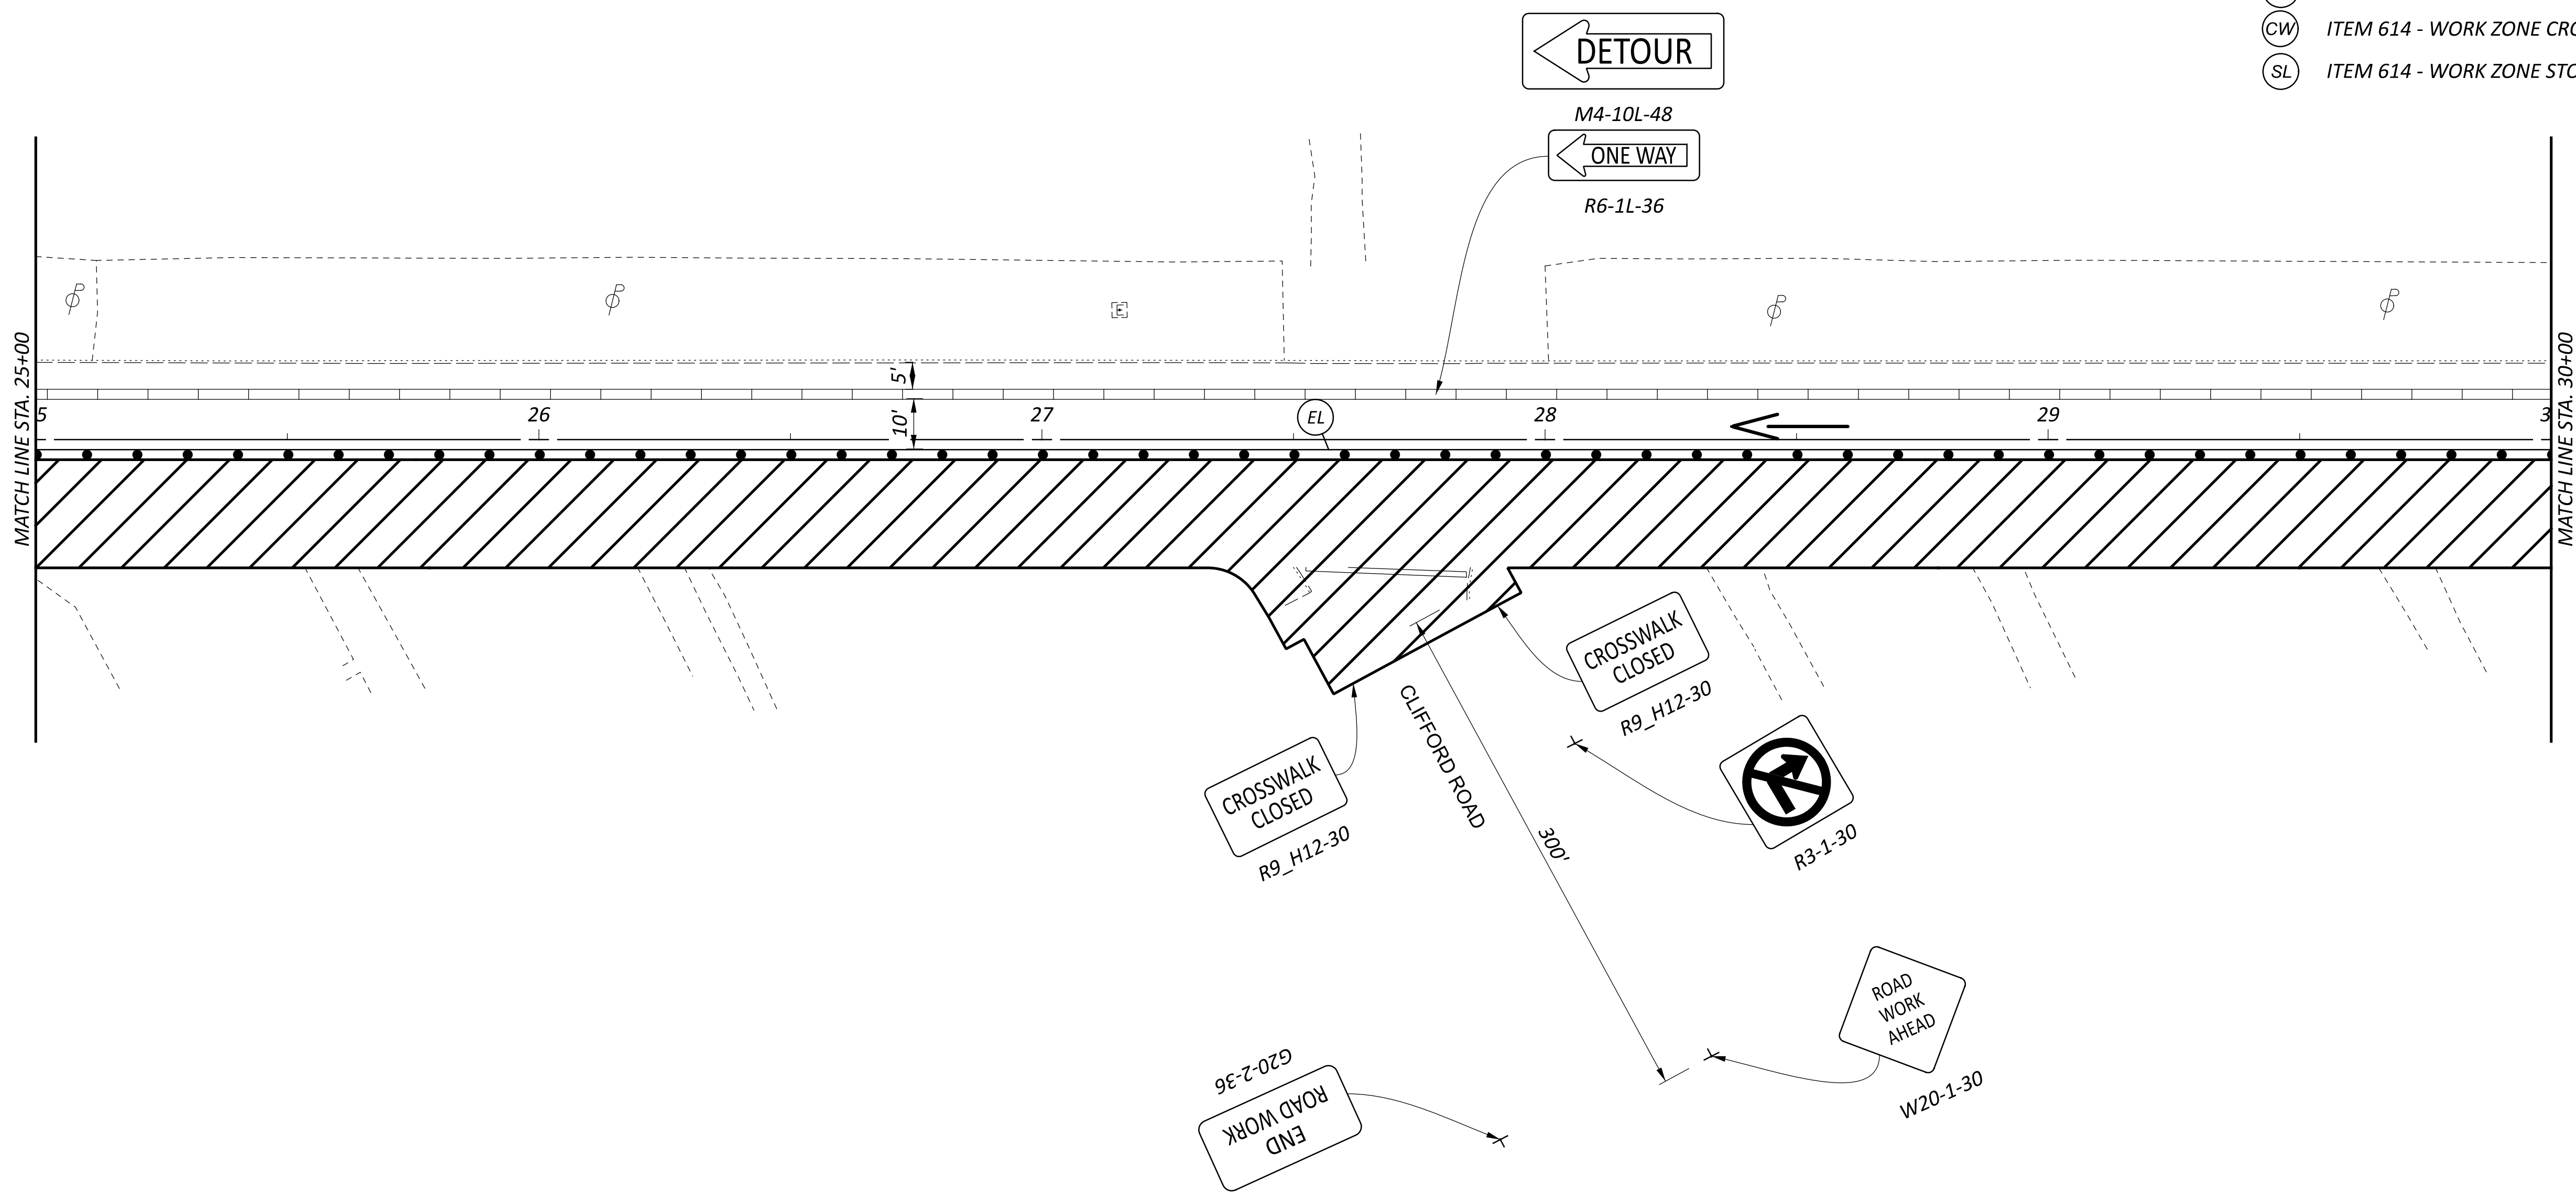 CW ITEM 614 - WORK ZONE CRO
SL ITEM 614 - WORK ZONE STO
DETOUR
M4-10L-48
ONE WAY
R6-1L-36
MATCH LINE STA. 25+00
MATCH LINE STA. 30+00
5'
10'
5
26
27
EL
28
29
3
CROSSWALK
CLOSED
R9_H12-30
CROSSWALK
CLOSED
R9_H12-30
CLIFFORD ROAD
300'
R3-1-30
ROAD
WORK
AHEAD
W20-1-30
G20-2-36
END
ROAD WORK